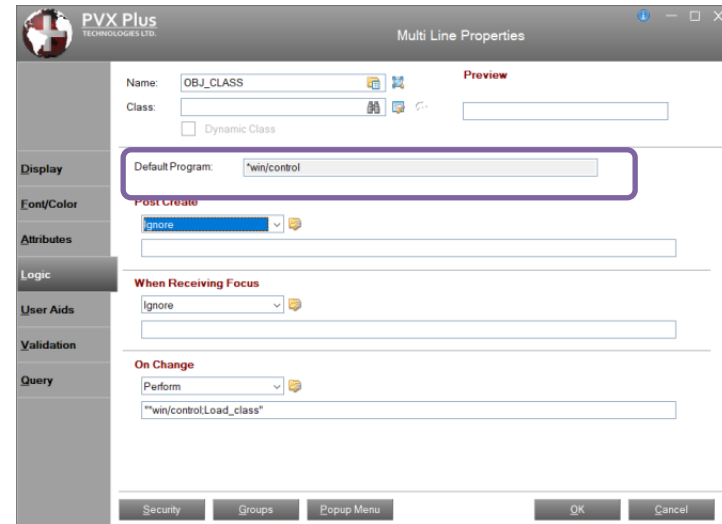 PVX Plus
TECHNOLOGIES LTD.
Multi Line Properties
Name: OBJ_CLASS
Preview
Class:
Dynamic Class
Display
Default Program: *win/control
Font/Color
Post Create
Ignore
Attributes
Logic
When Receiving Focus
Ignore
User Aids
Validation
On Change
Query
Perform
"*win/control;Load_class"
Security Groups Popup Menu OK Cancel